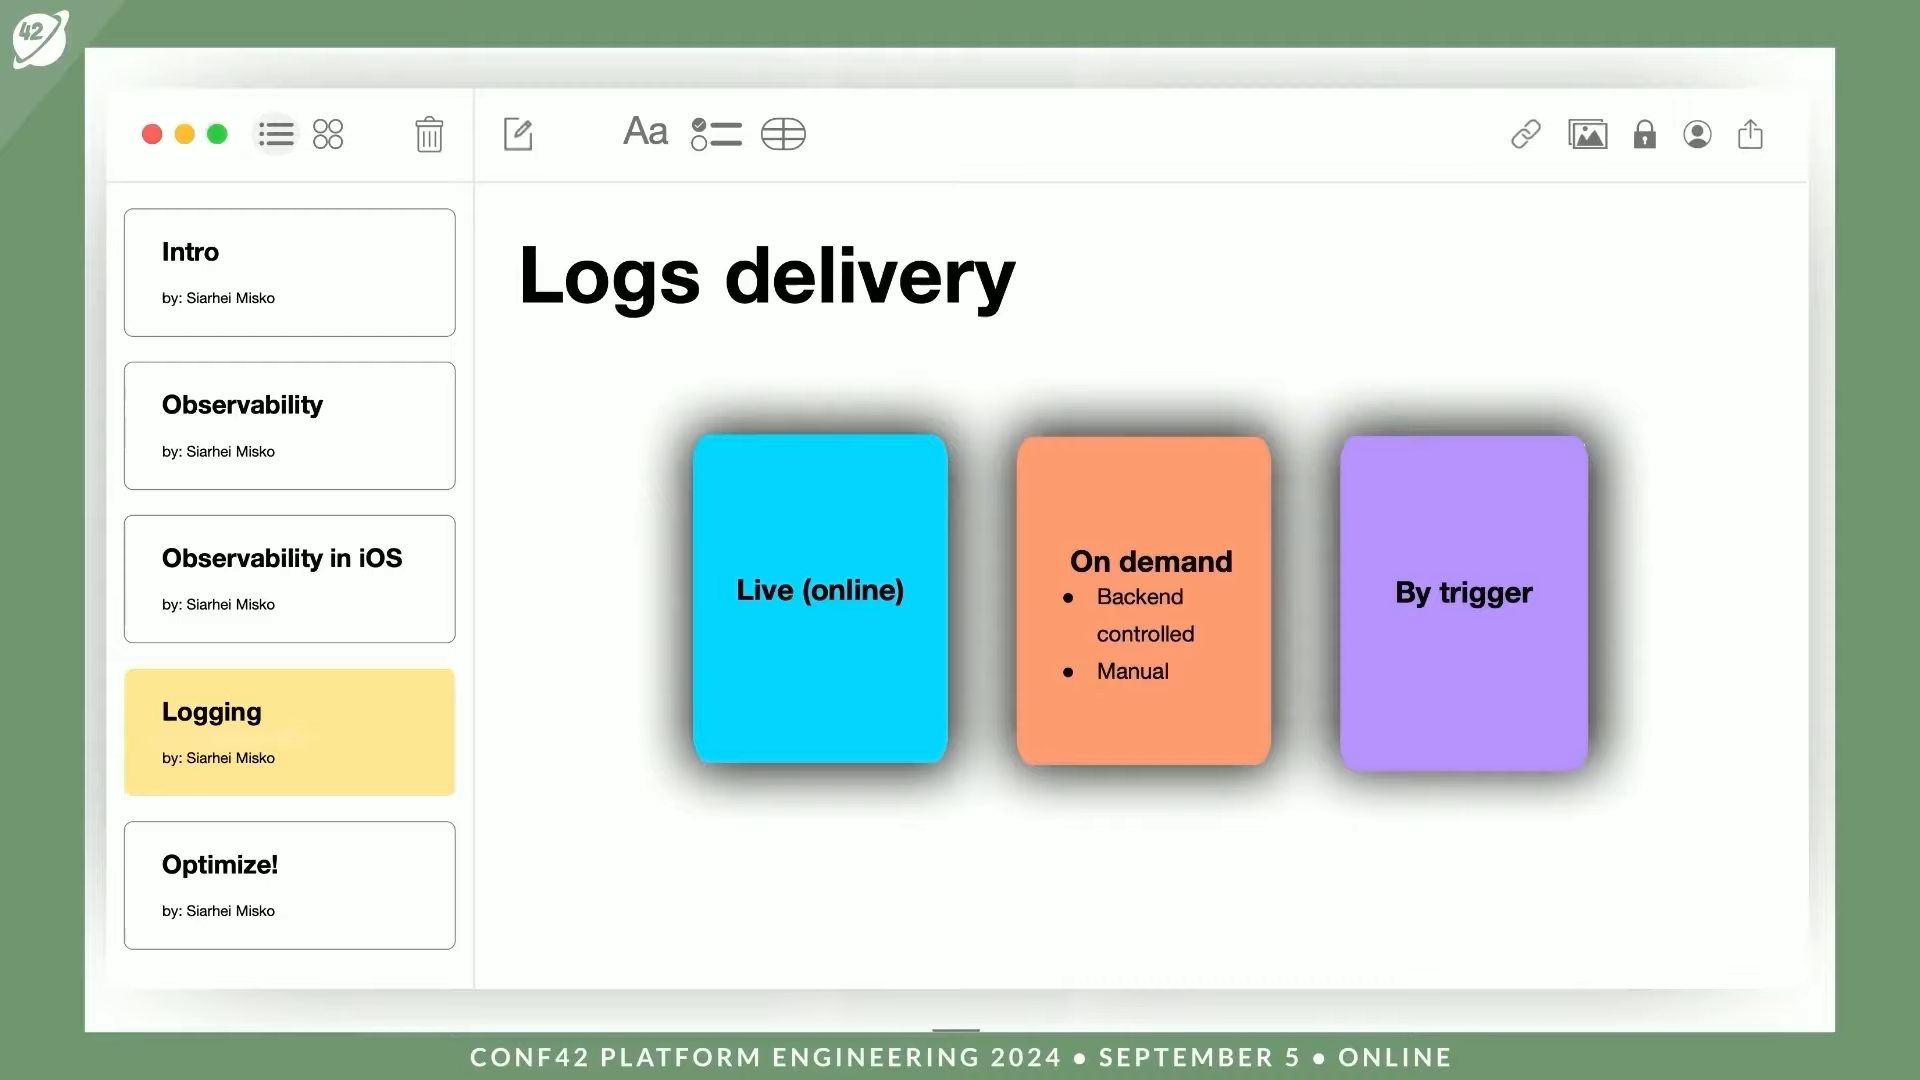 42
Aa
Intro
by: Siarhei Misko
Observability
by: Siarhei Misko
Observability in iOS
by: Siarhei Misko
Logging
by: Siarhei Misko
Optimize!
by: Siarhei Misko
Logs delivery
Live (online)
On demand
● Backend
controlled
● Manual
By trigger
CONF42 PLATFORM ENGINEERING 2024 ● SEPTEMBER 5 ● ONLINE